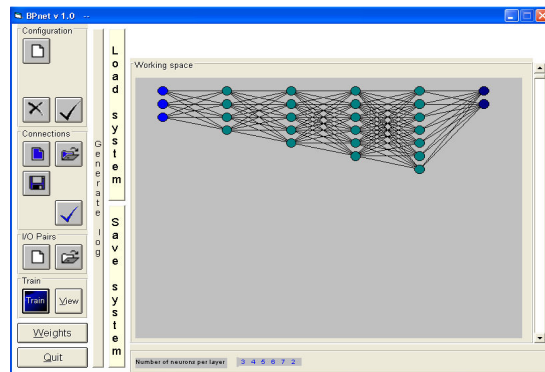 BPnet v 1.0 --
Configuration
Connections
I/O Pairs
Train
Train View
Weights
Quit
Generate log
Load system
Save system
Working space
Number of neurons per layer 3 4 5 6 7 2